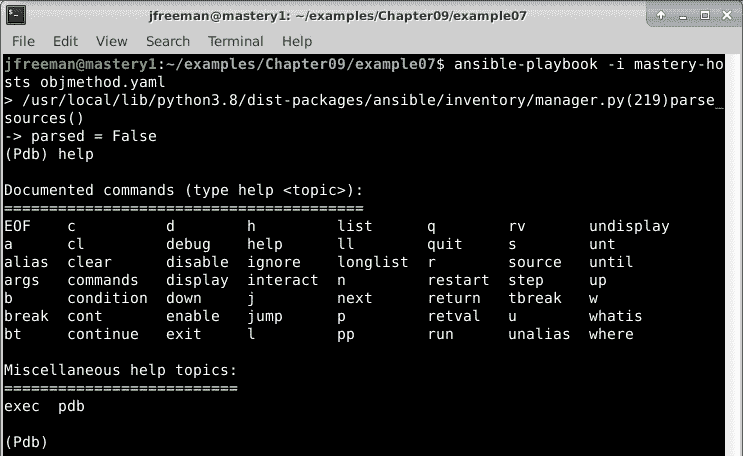 jfreeman@mastery1: ~/examples/Chapter09/example07
File Edit View Search Terminal Help
jfreeman@mastery1:~/examples/Chapter09/example07$ ansible-playbook -i mastery-ho
sts objmethod.yaml
> /usr/local/lib/python3.8/dist-packages/ansible/inventory/manager.py(219)parse_
sources()
-> parsed = False
(Pdb) help
Documented commands (type help <topic>):
========================================
EOF    c          d        h         list      q        rv       undisplay
a      cl         debug    help      ll        quit     s        unt
alias  clear      disable  ignore    longlist  r        source   until
args   commands   display  interact  n         restart  step     up
b      condition  down     j         next      return   tbreak   w
break  cont       enable   jump      p         retval   u        whatis
bt     continue   exit     l         pp        run      unalias  where
Miscellaneous help topics:
==========================
exec  pdb
(Pdb)